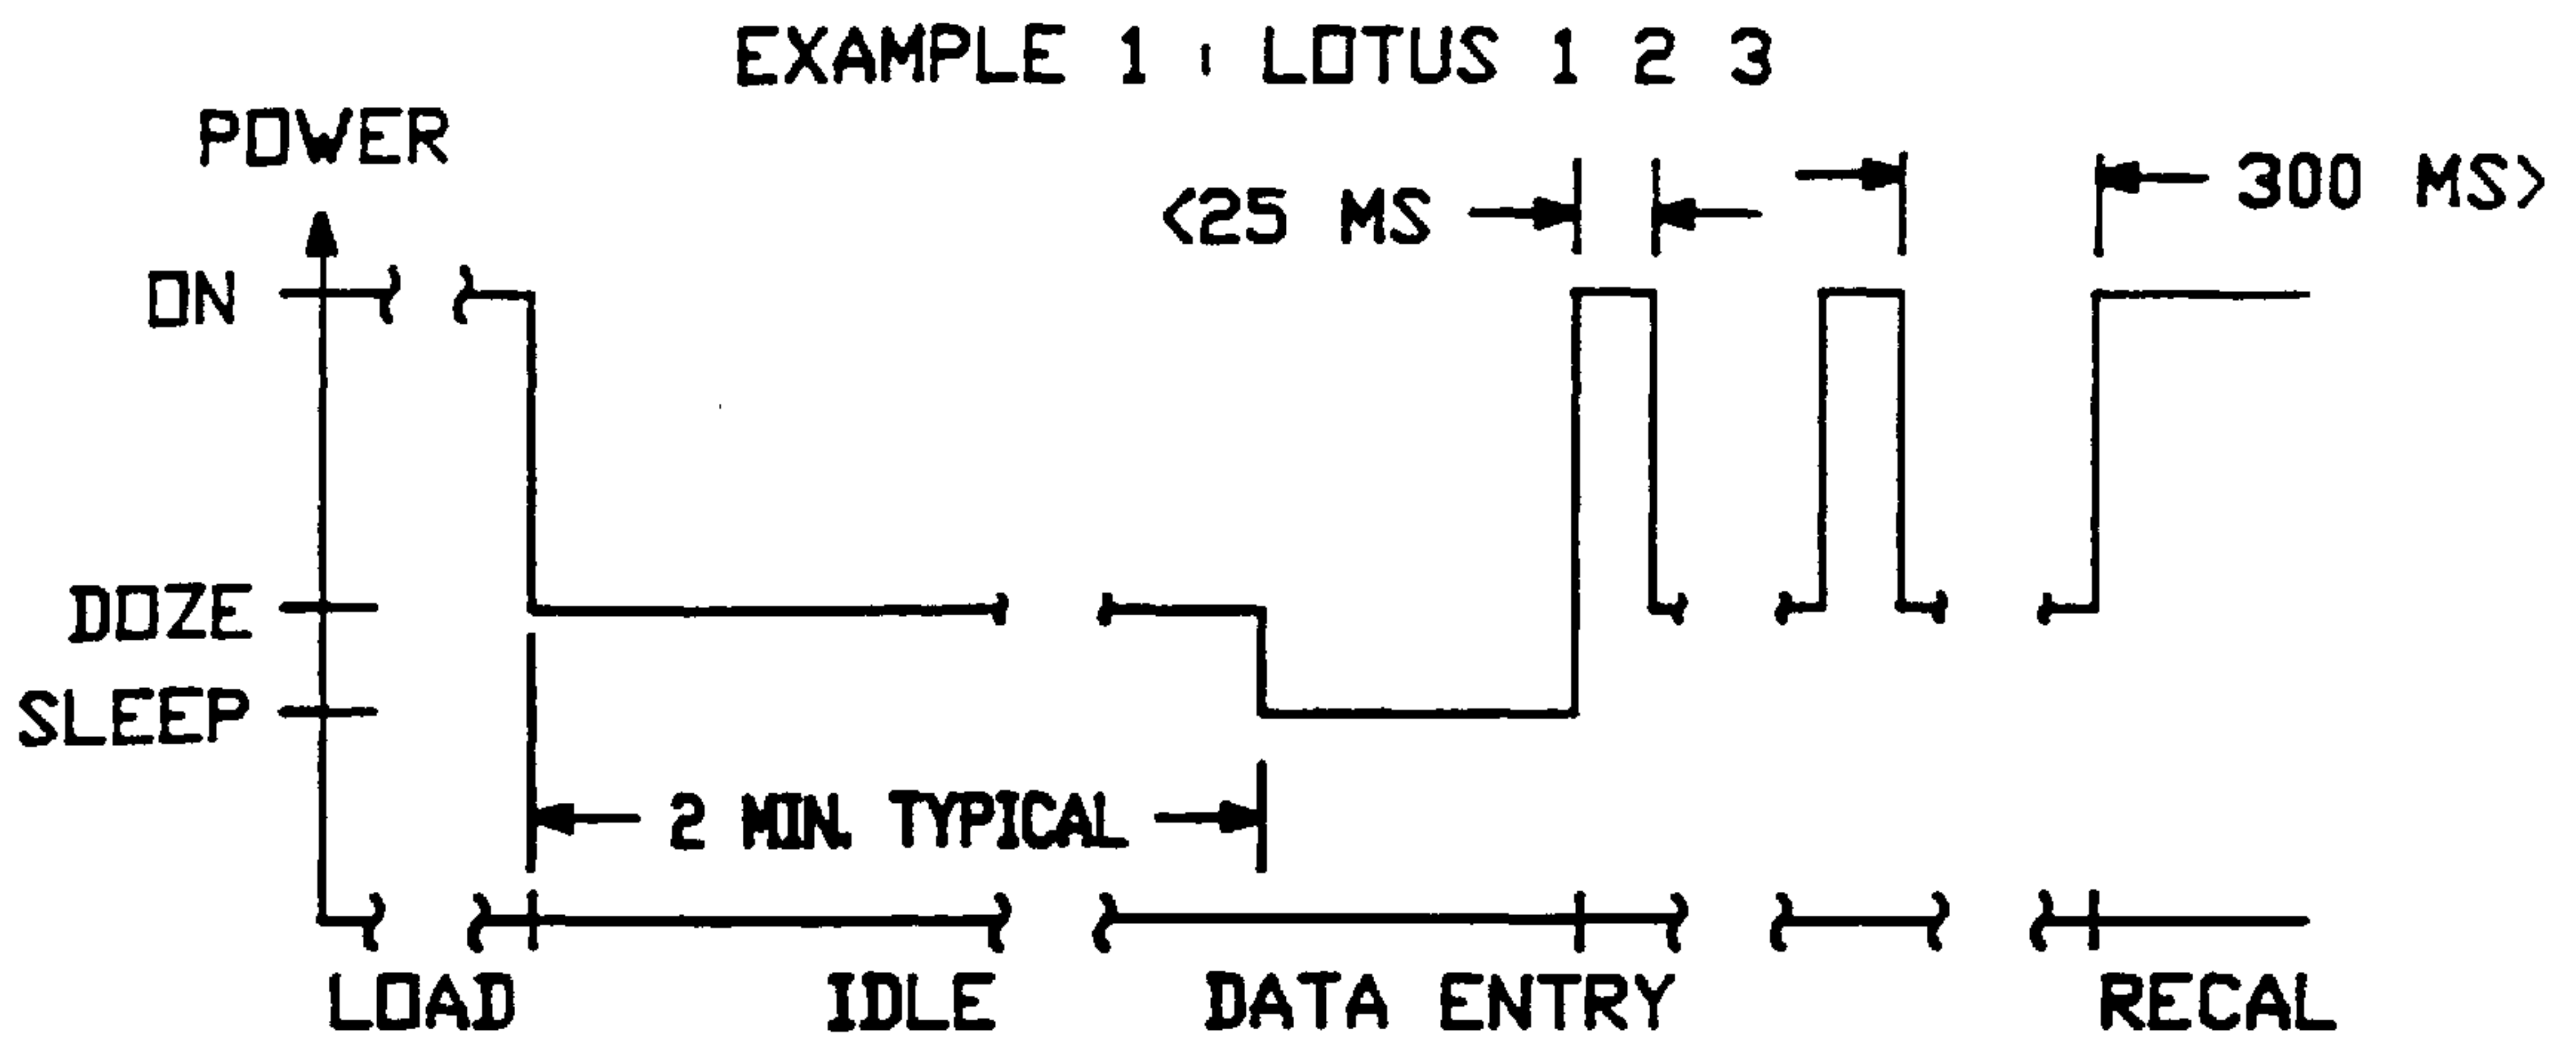 EXAMPLE 1 : LOTUS 1 2 3
POWER
<25 MS
300 MS>
ON
DOZE
SLEEP
2 MIN. TYPICAL
LOAD
IDLE
DATA ENTRY
RECAL